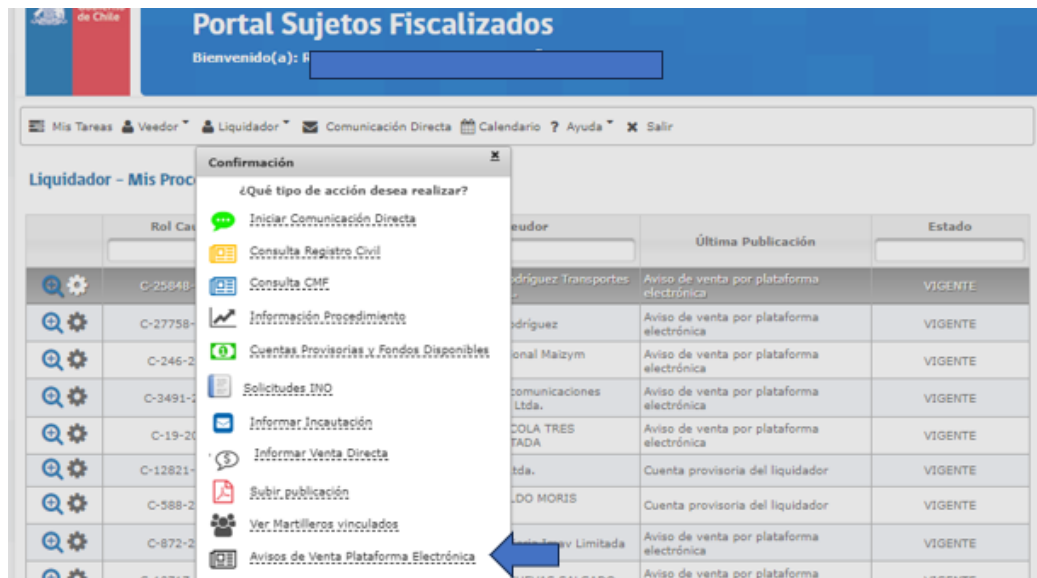 de Chile
Portal Sujetos Fiscalizados
Bienvenido(a):
Mis Tareas Veedor Liquidador Comunicación Directa Calendario ? Ayuda Salir
Liquidador - Mis Proc
Confirmación x
¿Qué tipo de acción desea realizar?
Iniciar Comunicación Directa
Consulta Registro Civil
Consulta CMF
Información Procedimiento
Cuentas Provisorias y Fondos Disponibles
Solicitudes INO
Informar Incautación
Informar Venta Directa
Subir publicación
Ver Martilleros vinculados
Avisos de Venta Plataforma Electrónica
Rol Cau eudor Última Publicación Estado
C-25848- odríguez Transportes Aviso de venta por plataforma electrónica VIGENTE
C-27758- odríguez Aviso de venta por plataforma electrónica VIGENTE
C-246-2 onal Maizym Aviso de venta por plataforma electrónica VIGENTE
C-3491-2 comunicaciones Ltda. Aviso de venta por plataforma electrónica VIGENTE
C-19-20 COLA TRES TADA Aviso de venta por plataforma electrónica VIGENTE
C-12821- tda. Cuenta provisoria del liquidador VIGENTE
C-588-2 LDO MORIS Cuenta provisoria del liquidador VIGENTE
C-872-2 Limitada Aviso de venta por plataforma electrónica VIGENTE
Aviso de venta por plataforma